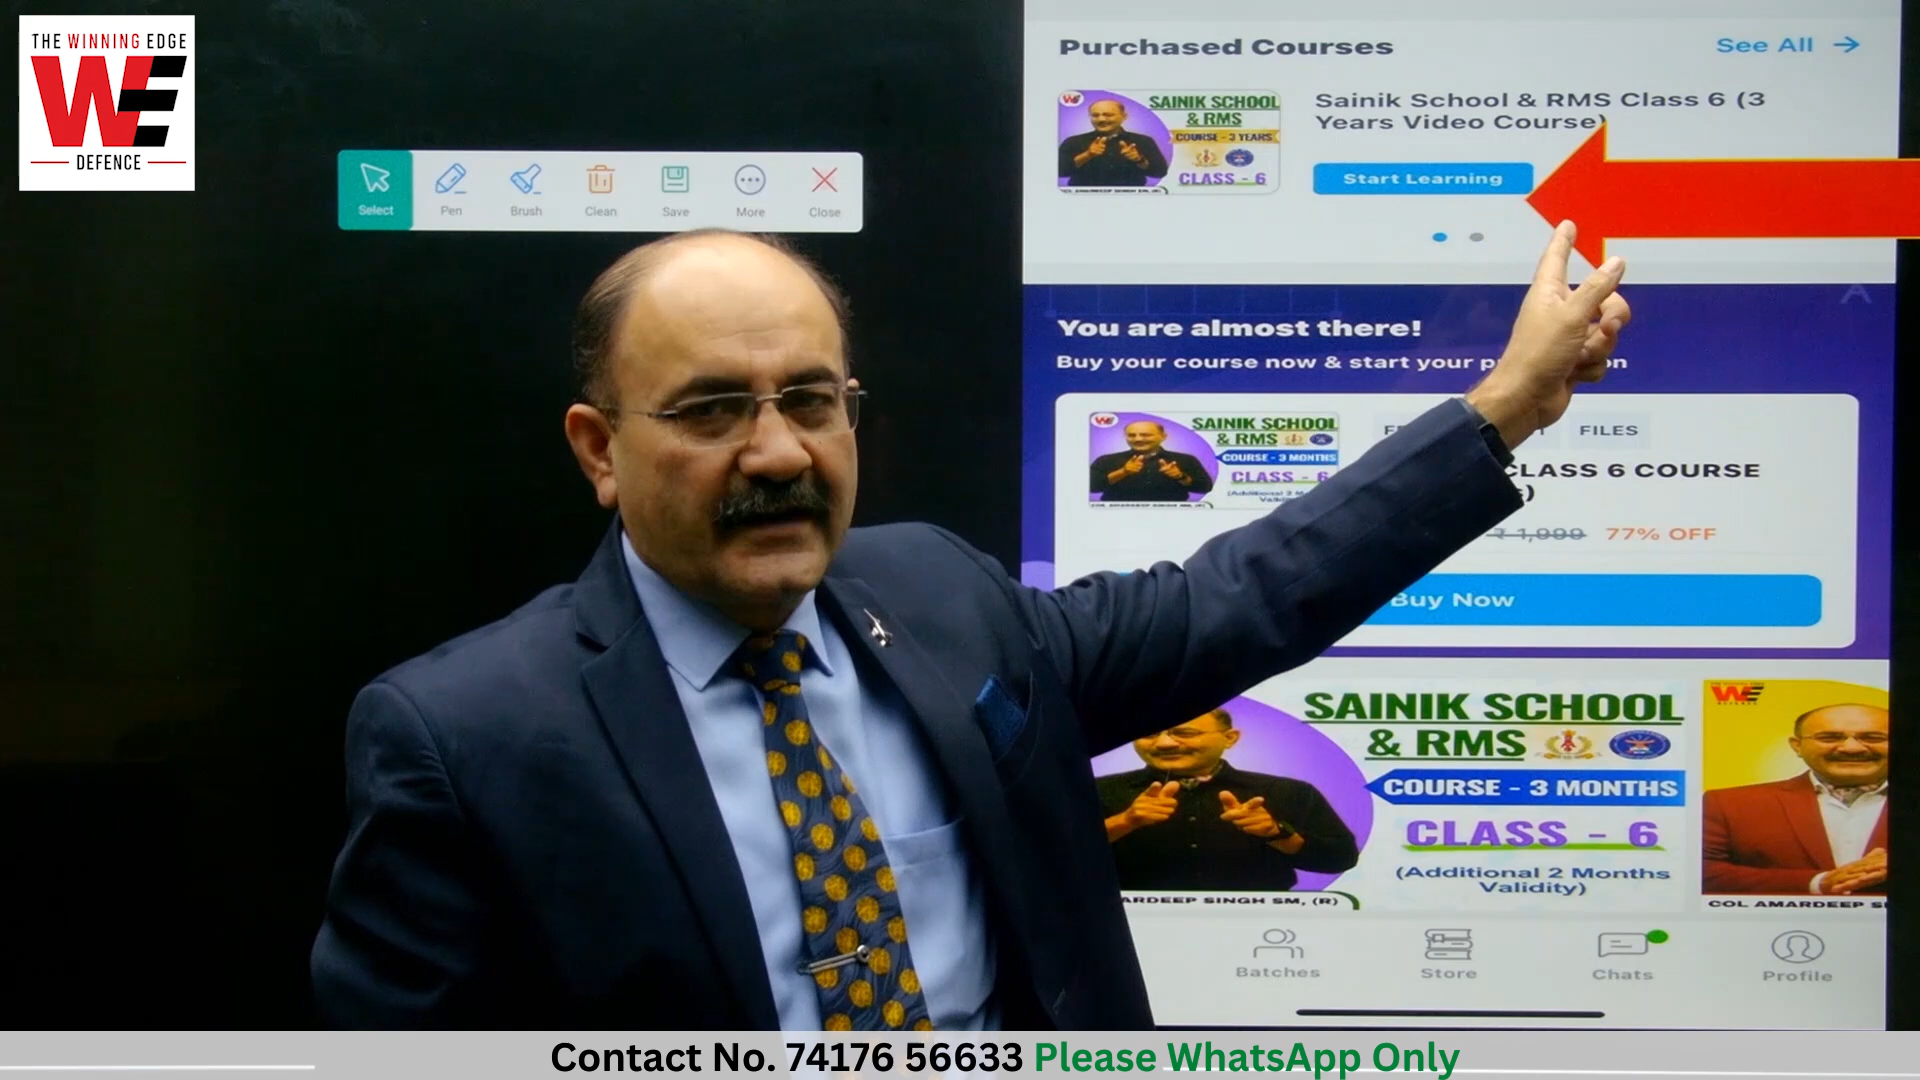 THE WINNING EDGE
WE
DEFENCE
Select
Pen
Brush
Clean
Save
More
Close
Purchased Courses
See All
SAINIK SCHOOL
& RMS
COURSE - 3 YEARS
CLASS - 6
Sainik School & RMS Class 6 (3
Years Video Course)
Start Learning
You are almost there!
Buy your course now & start your
SAINIK SCHOOL
& RMS
COURSE - 3 MONTHS
CLASS - 6
FILES
CLASS 6 COURSE
₹ 1,999 77% OFF
Buy Now
SAINIK SCHOOL
& RMS
COURSE - 3 MONTHS
CLASS - 6
(Additional 2 Months
Validity)
SINGH SM, (R)
WE
COL AMARDEEP
Batches
Store
Chats
Profile
Contact No. 74176 56633 Please WhatsApp Only